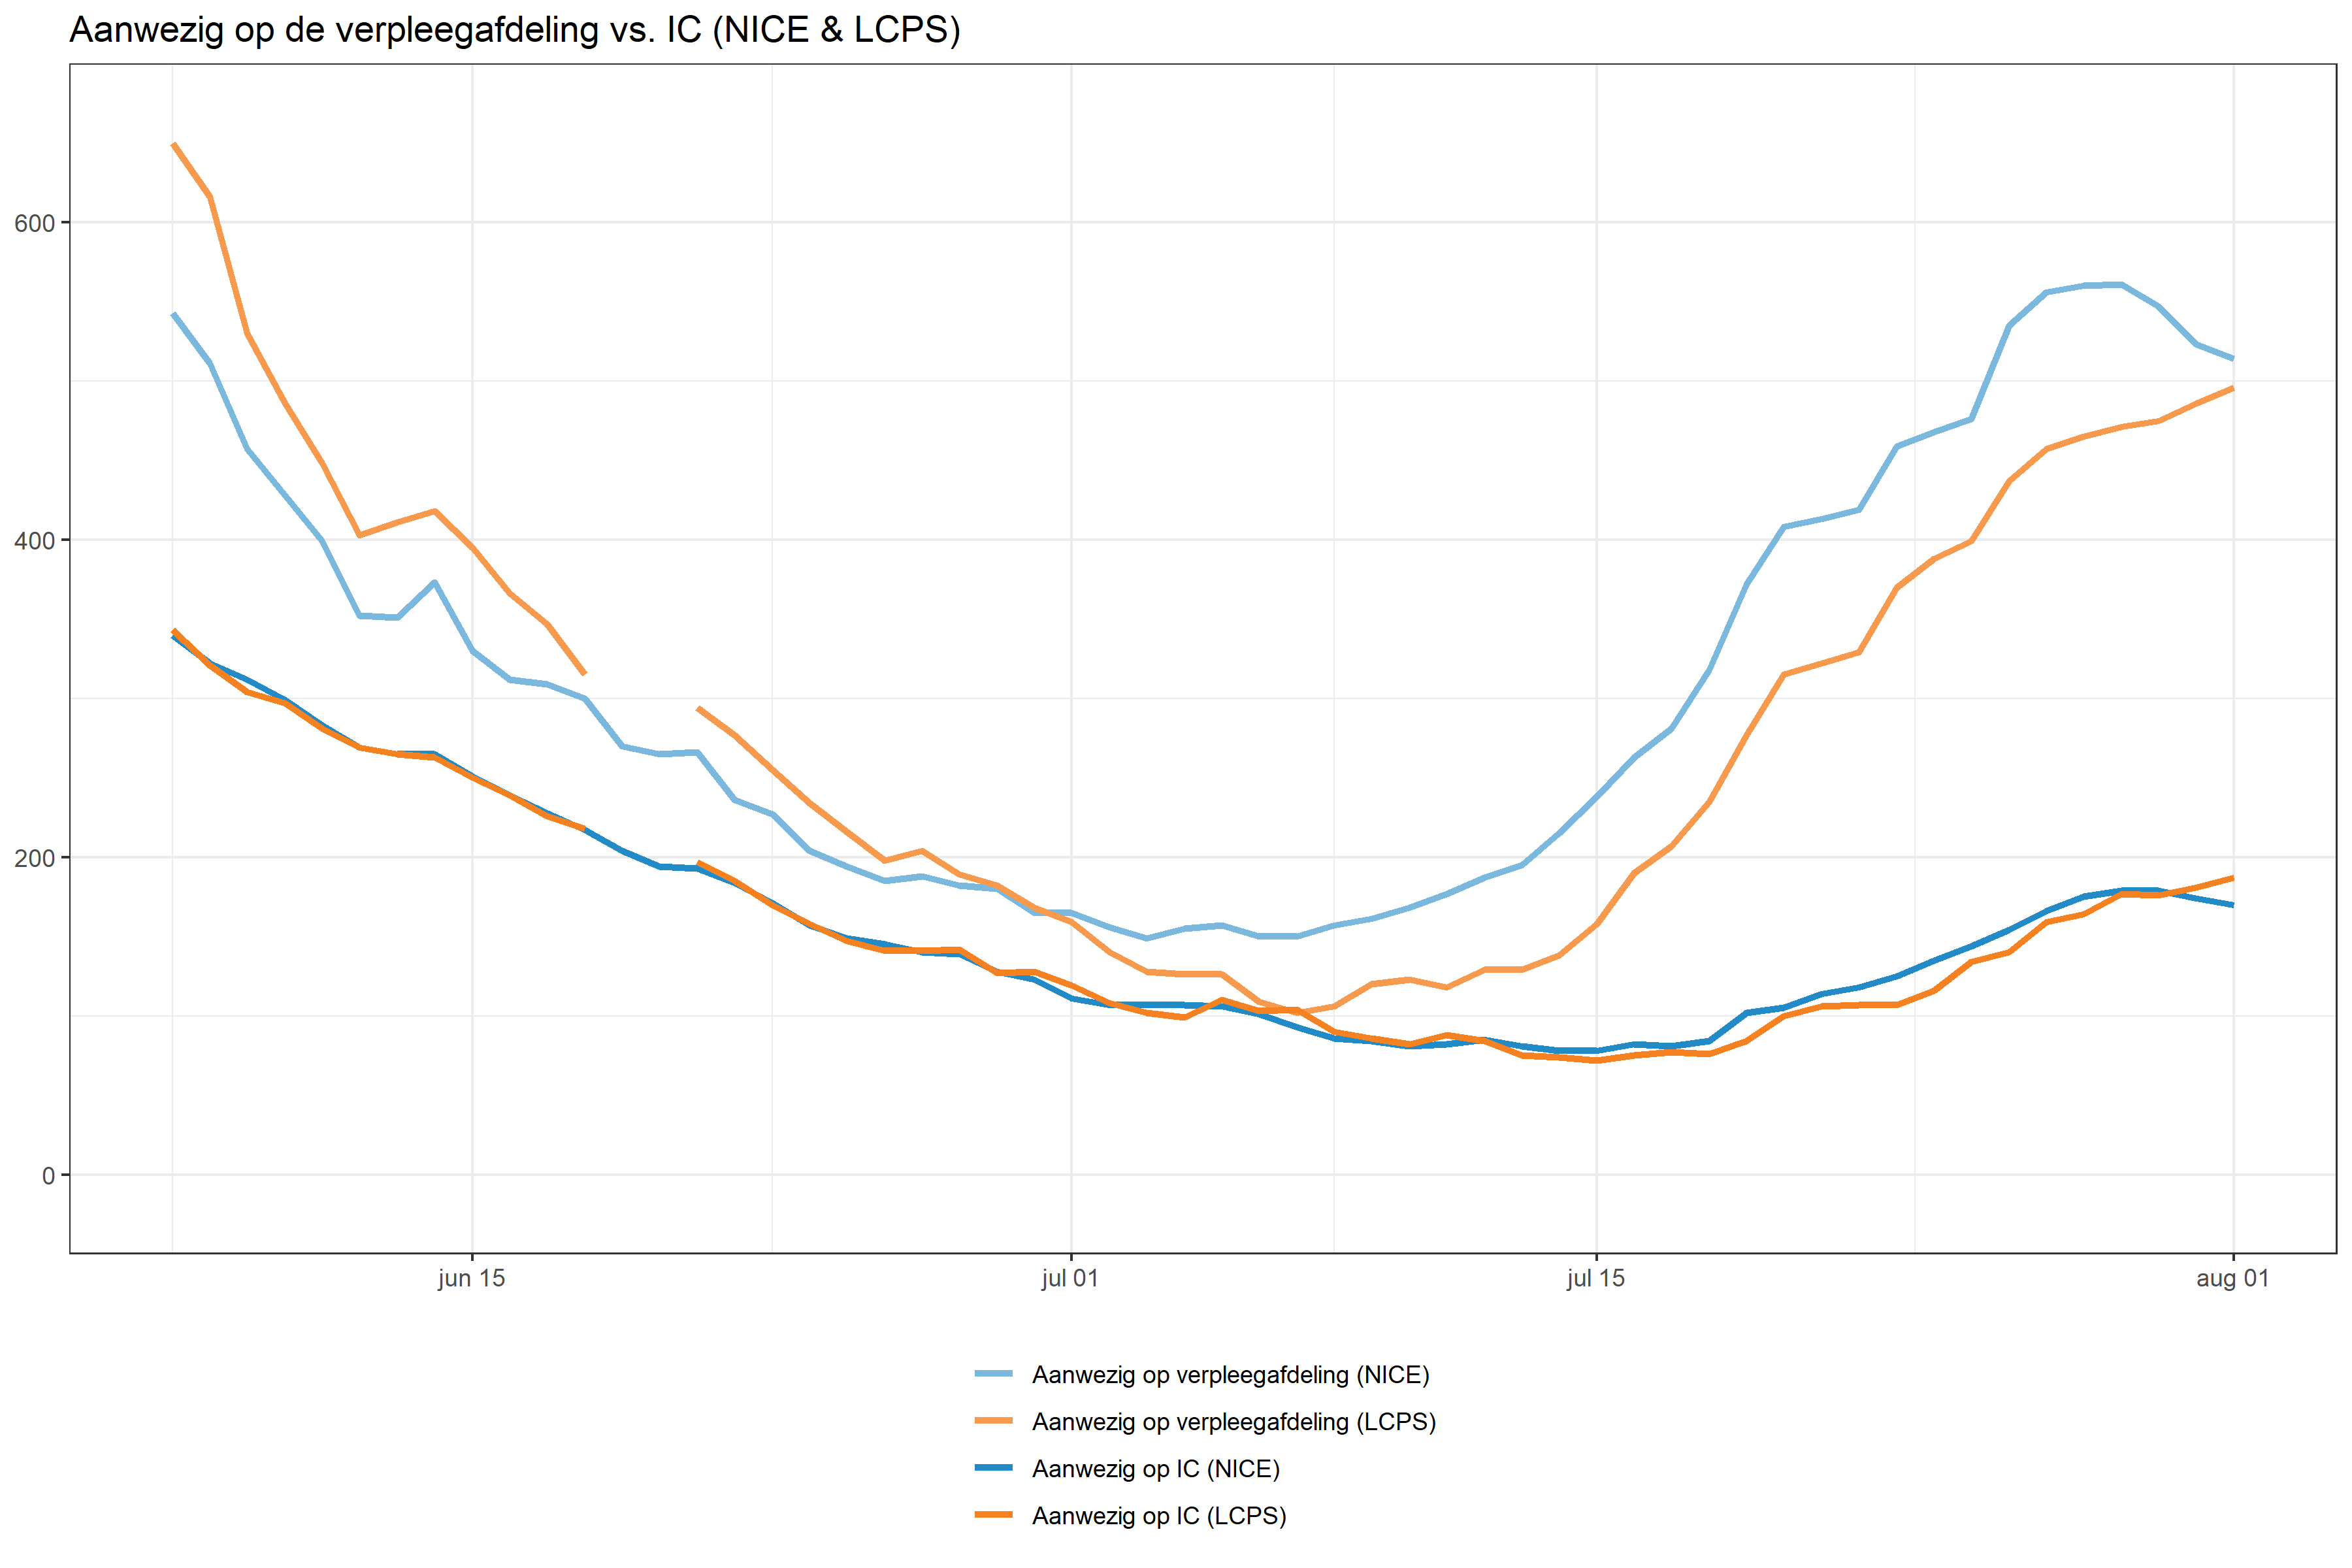 Aanwezig op de verpleegafdeling vs. IC (NICE & LCPS)
600
400
200
0
jun 15
jul 01
jul 15
aug 01
Aanwezig op verpleegafdeling (NICE)
Aanwezig op verpleegafdeling (LCPS)
Aanwezig op IC (NICE)
Aanwezig op IC (LCPS)